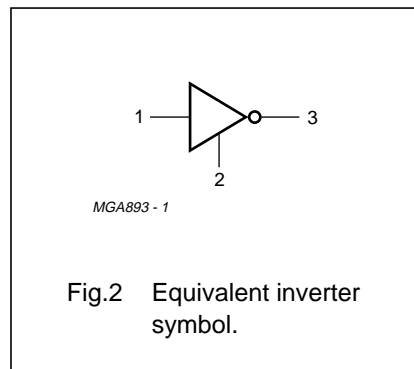 1
3
2
MGA893 - 1
Fig.2 Equivalent inverter
symbol.